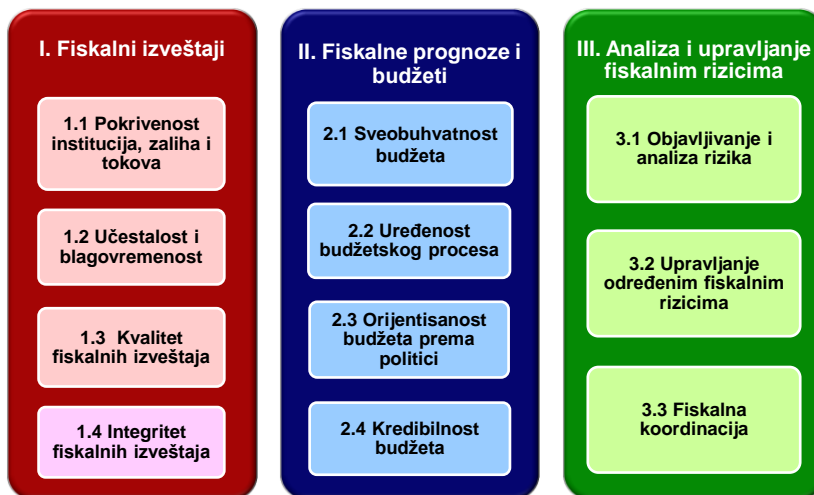 I. Fiskalni izveštaji
1.1 Pokrivenost
institucija, zaliha i
tokova
1.2 Učestalost i
blagovremenost
1.3 Kvalitet
fiskalnih izveštaja
1.4 Integritet
fiskalnih izveštaja
II. Fiskalne prognoze i
budžeti
2.1 Sveobuhvatnost
budžeta
2.2 Uređenost
budžetskog procesa
2.3 Orijentisanost
budžeta prema
politici
2.4 Kredibilnost
budžeta
III. Analiza i upravljanje
fiskalnim rizicima
3.1 Objavljivanje i
analiza rizika
3.2 Upravljanje
određenim fiskalnim
rizicima
3.3 Fiskalna
koordinacija